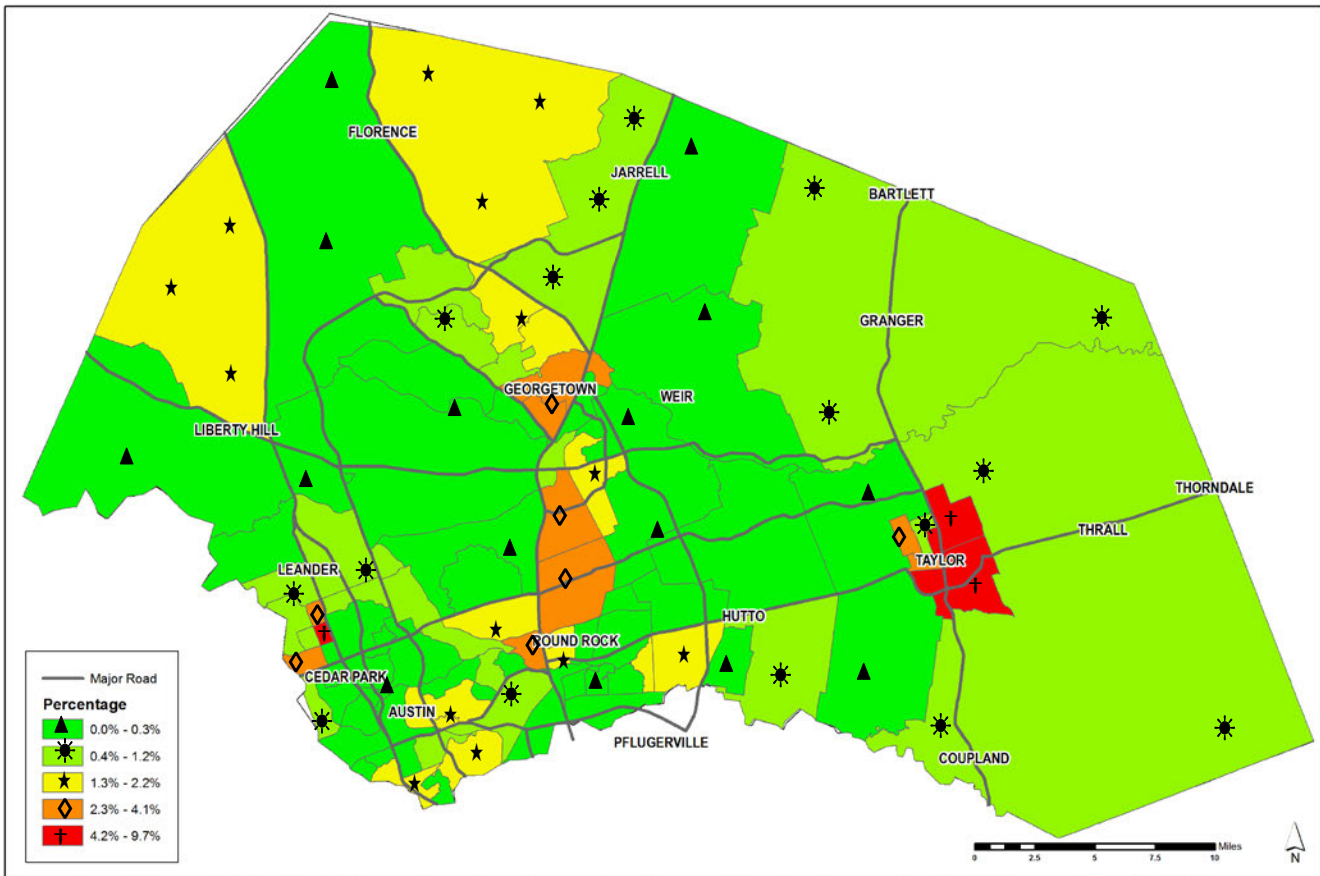 FLORENCE
JARRELL
BARTLETT
GRANGER
GEORGETOWN
WEIR
LIBERTY HILL
THORNDALE
THRALL
TAYLOR
LEANDER
HUTTO
ROUND ROCK
CEDAR PARK
AUSTIN
PFLUGERVILLE
COUPLAND
Major Road
Percentage
0.0% - 0.3%
0.4% - 1.2%
1.3% - 2.2%
2.3% - 4.1%
4.2% - 9.7%
Miles
0 2.5 5 7.5 10
N